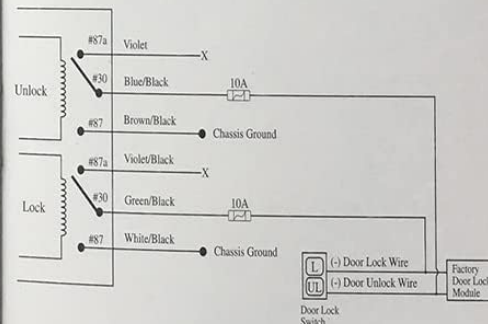 #87a Violet
X
#30 Blue/Black 10A
Unlock
#87 Brown/Black
Chassis Ground
#87a Violet/Black
X
#30 Green/Black 10A
Lock
#87 White/Black
Chassis Ground
L (-) Door Lock Wire
UL (-) Door Unlock Wire
Factory
Door Lock
Module
Door Lock
Switch